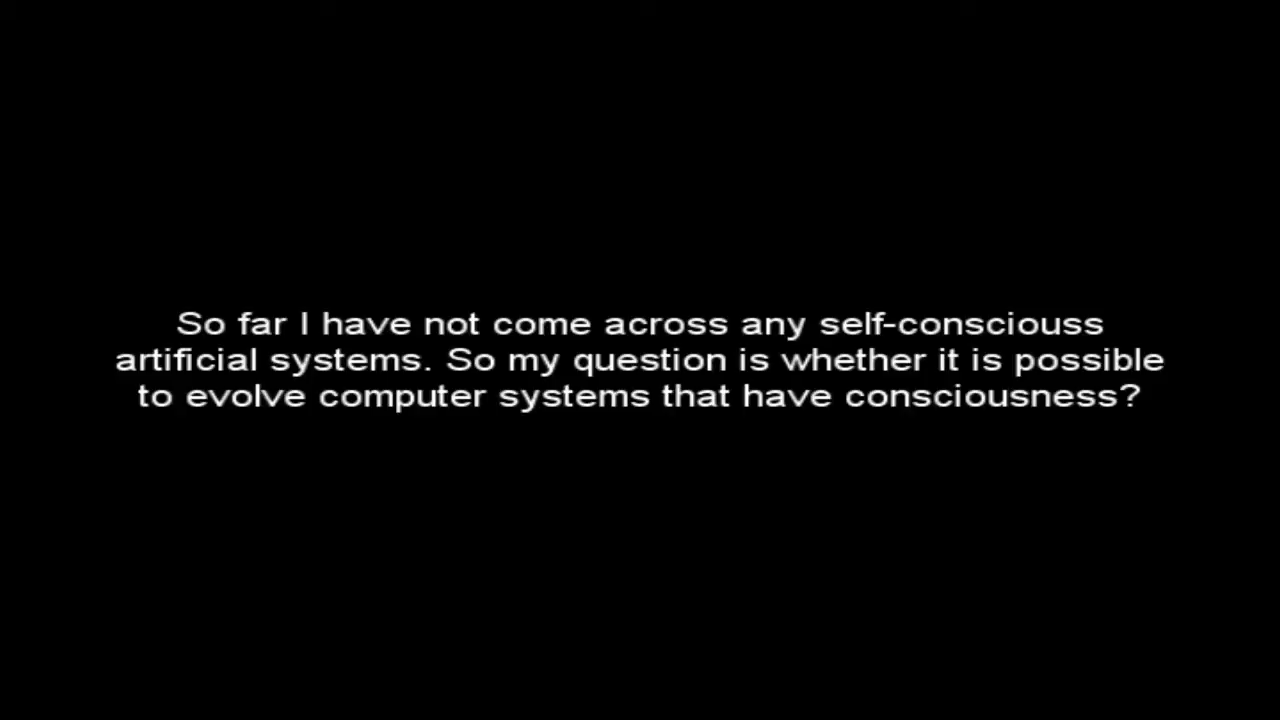 So far I have not come across any self-consciouss
artificial systems. So my question is whether it is possible
to evolve computer systems that have consciousness?